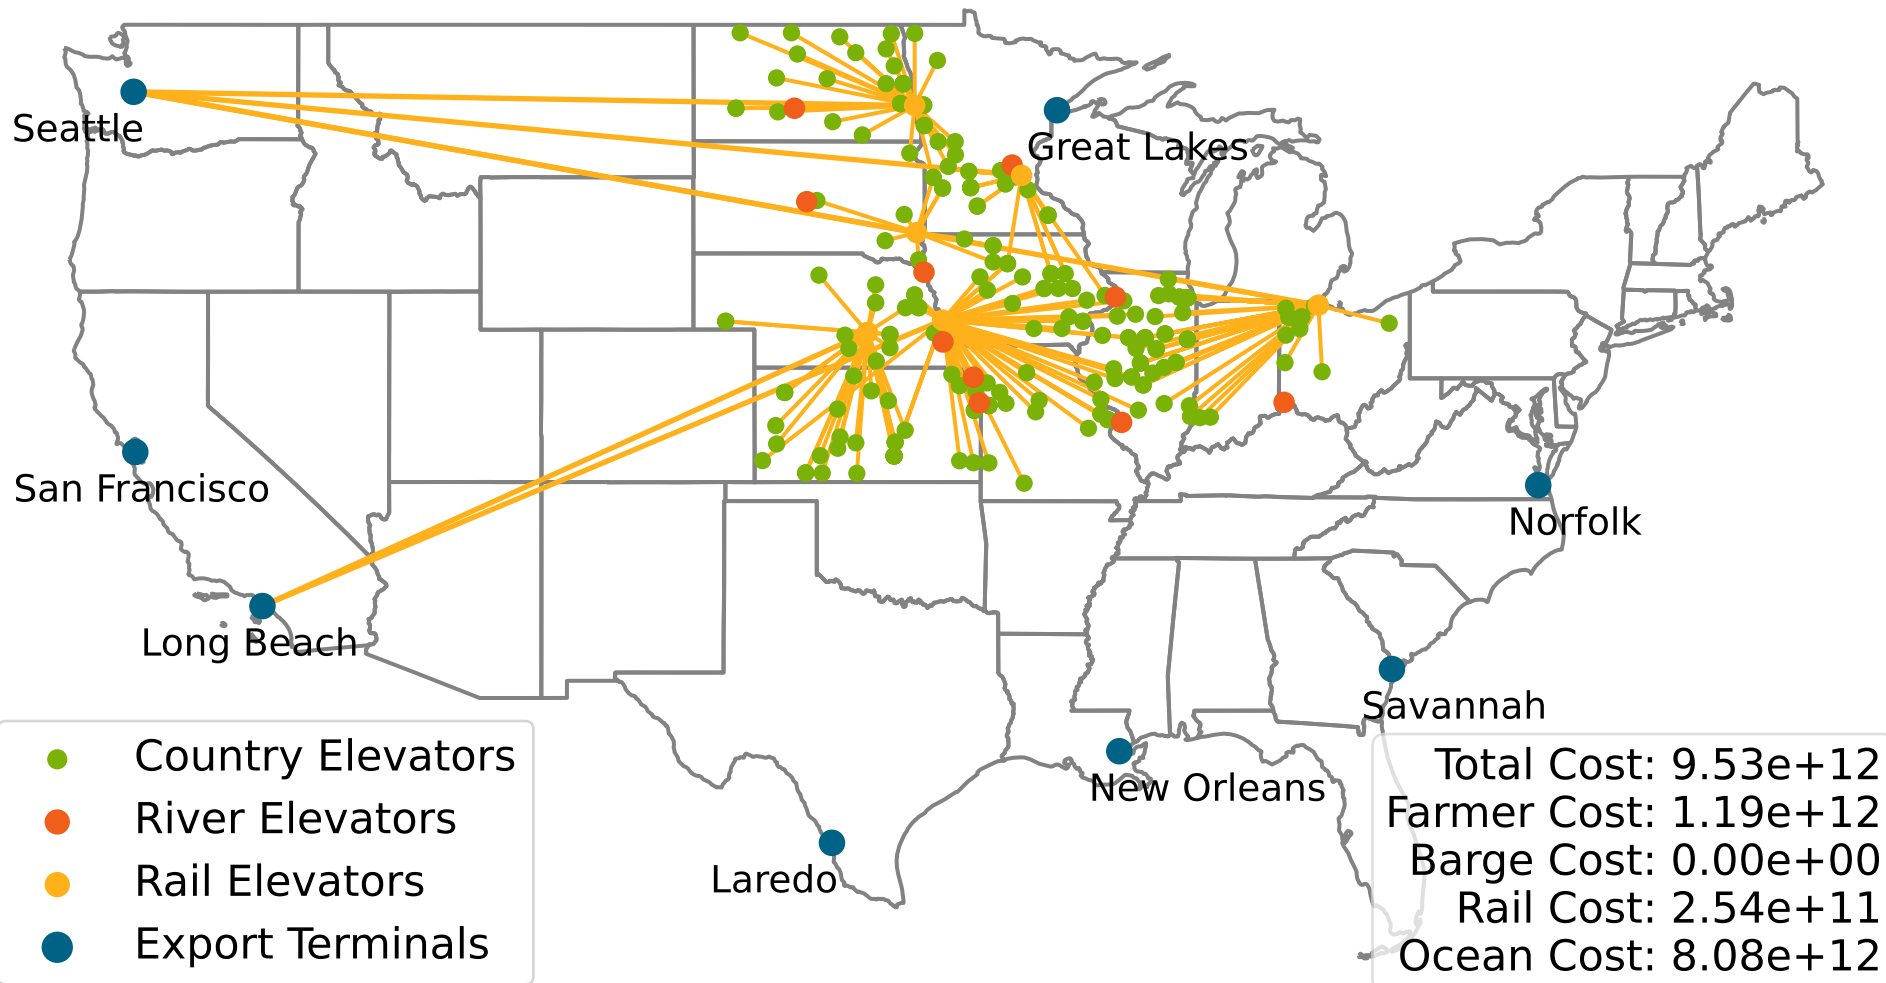 Seattle
Great Lakes
San Francisco
Norfolk
Long Beach
Savannah
New Orleans
Laredo
Country Elevators
River Elevators
Rail Elevators
Export Terminals
Total Cost: 9.53e+12
Farmer Cost: 1.19e+12
Barge Cost: 0.00e+00
Rail Cost: 2.54e+11
Ocean Cost: 8.08e+12